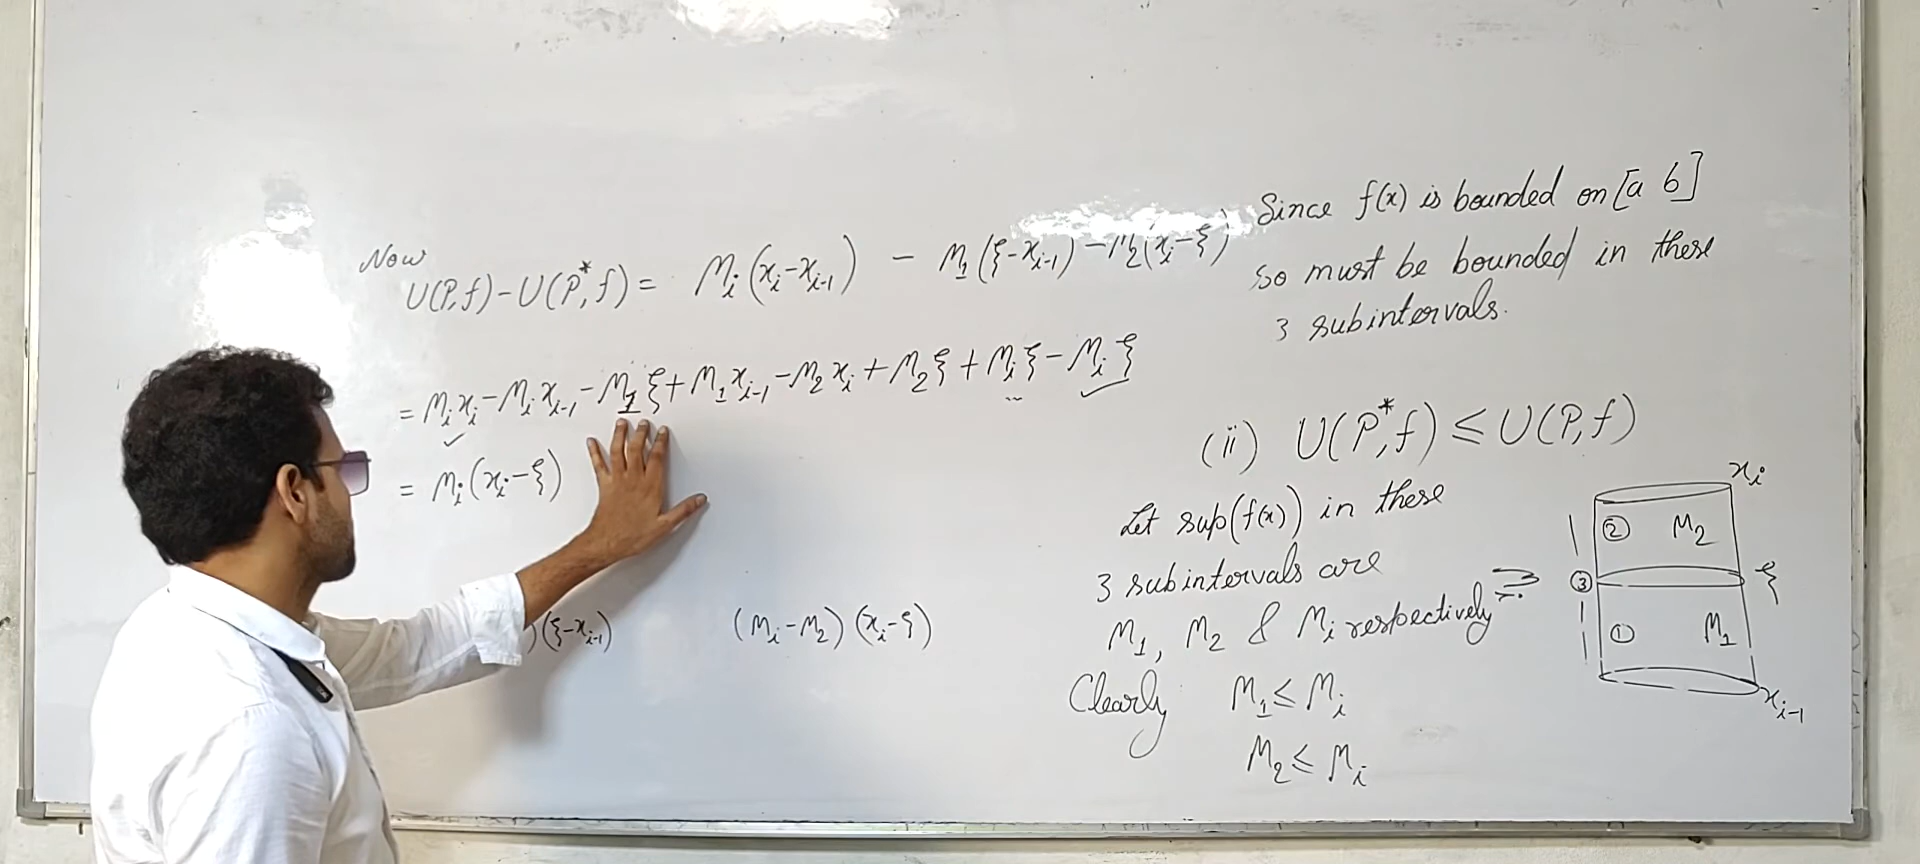 Now
U(P,f) - U(P*,f) = Mi(xi-xi-1) - M1(ξ-xi-1) - M2(xi-ξ)
= Mixi - Mixi-1 - M1ξ + M1xi-1 - M2xi + M2ξ + Miξ - Miξ
= Mi(xi-ξ)
)(ξ-xi-1) (Mi-M2)(xi-ξ)
Since f(x) is bounded on [a b]
so must be bounded in these
3 subintervals.
(ii) U(P*,f) ≤ U(P,f)
Let sup(f(x)) in these
3 subintervals are
M1, M2 & Mi respectively
Clearly M1 ≤ Mi
M2 ≤ Mi
xi
② M2
③ ξ
① M1
xi-1